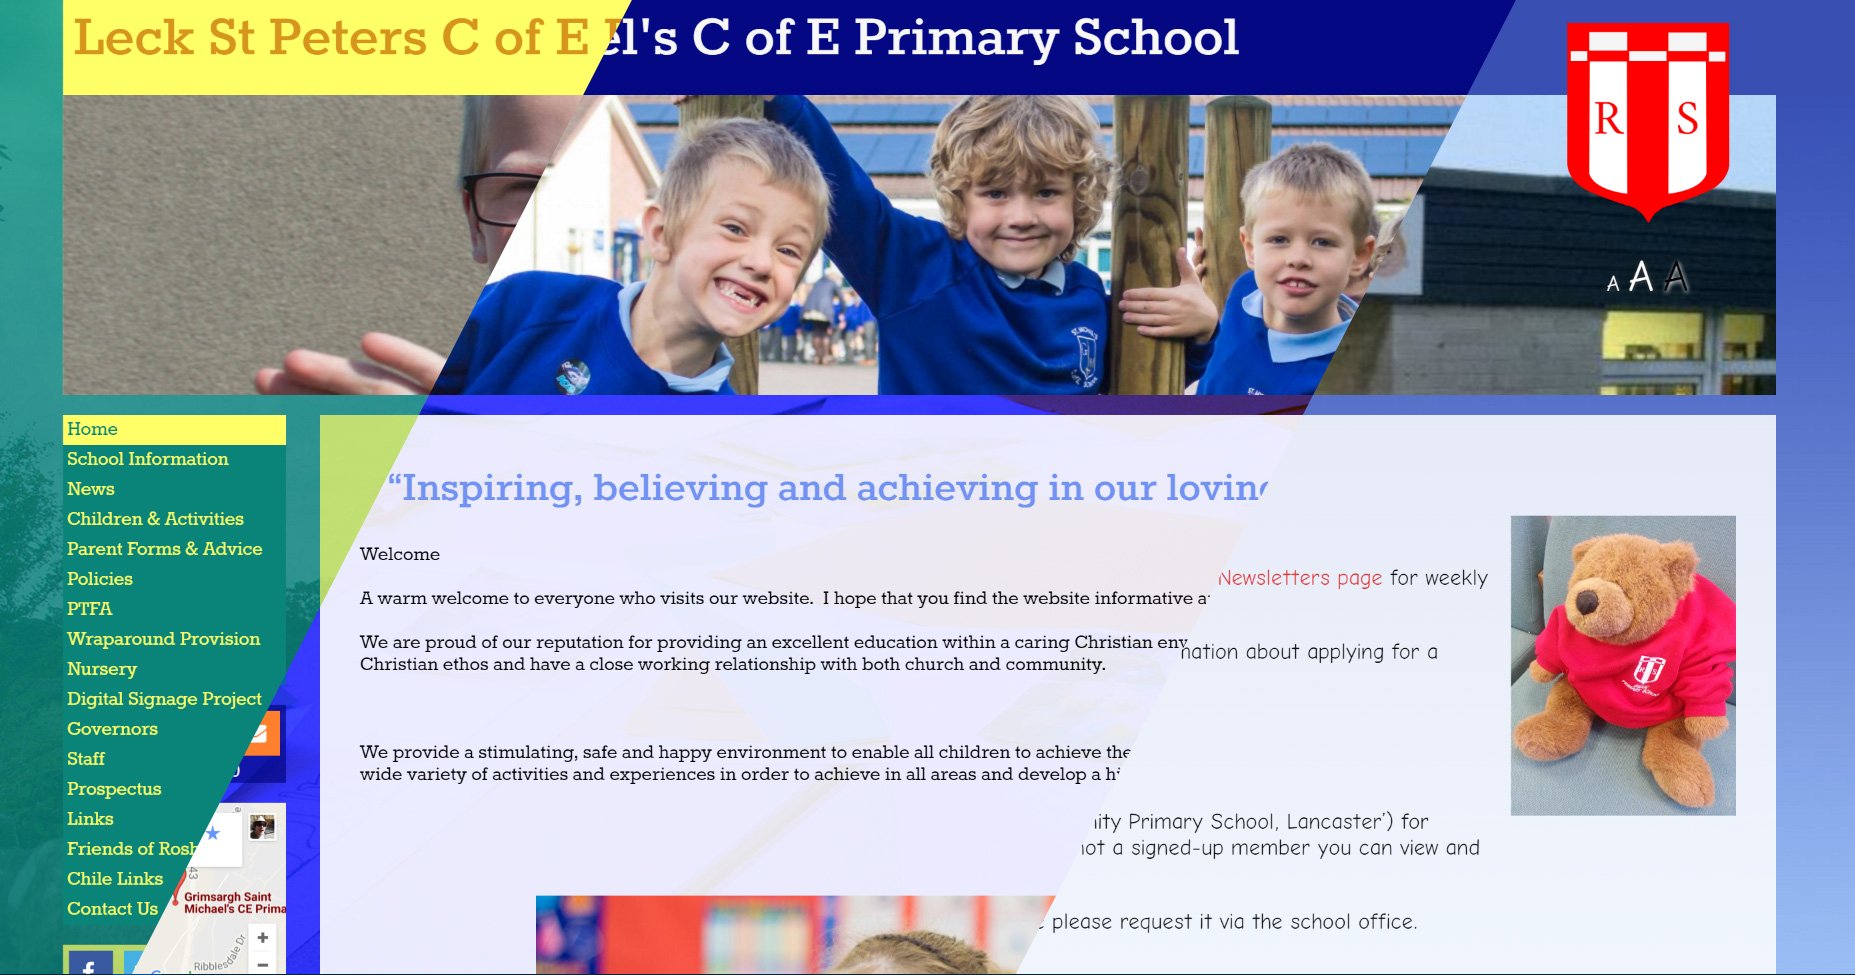 Leck St Peters C of E el's C of E Primary School
R S
A A A
Home
School Information
News
Children & Activities
Parent Forms & Advice
Policies
PTFA
Wraparound Provision
Nursery
Digital Signage Project
Governors
Staff
Prospectus
Links
Friends of Rosh
Chile Links
Contact Us
43
Grimsargh Saint
Michael's CE Prima
Ribblesdale Dr
+
−
f
“Inspiring, believing and achieving in our loving
Welcome
A warm welcome to everyone who visits our website.  I hope that you find the website informative a
We are proud of our reputation for providing an excellent education within a caring Christian env
Christian ethos and have a close working relationship with both church and community.
We provide a stimulating, safe and happy environment to enable all children to achieve the
wide variety of activities and experiences in order to achieve in all areas and develop a hi
Newsletters page for weekly
nation about applying for a
nity Primary School, Lancaster') for
not a signed-up member you can view and
please request it via the school office.
R S